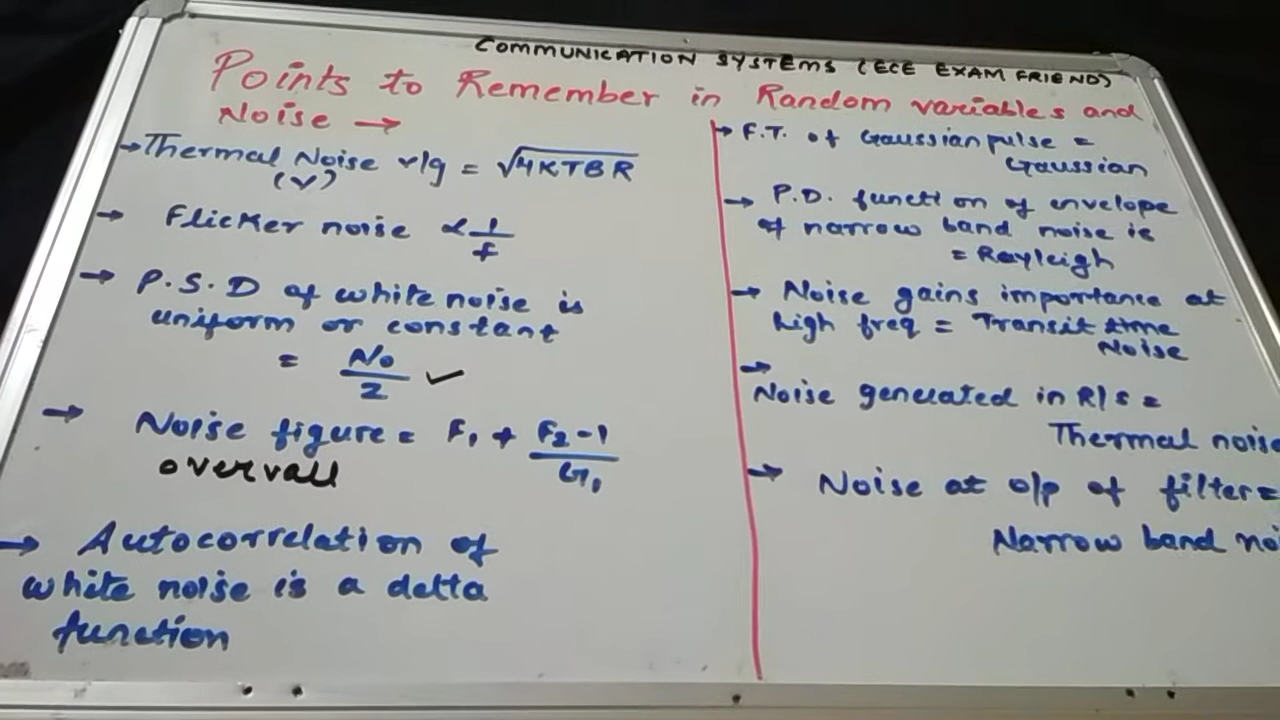 COMMUNICATION SYSTEMS (ECE EXAM FRIEND)
Points to Remember in Random variables and
Noise →
→ Thermal Noise v/g = √4KTBR
(V)
→ Flicker noise α 1/f
→ P.S.D of white noise is
uniform or constant
= No/2 ✓
→ Noise figure = F1 + F2-1/G1
overvall
→ Autocorrelation of
white noise is a delta
function
→ F.T. of Gaussian pulse =
Gaussian
→ P.D. function of envelope
of narrow band noise is
= Rayleigh
→ Noise gains importance at
high freq = Transit time
Noise
→
Noise generated in R/s =
Thermal noise
→ Noise at o/p of filter =
Narrow band noi